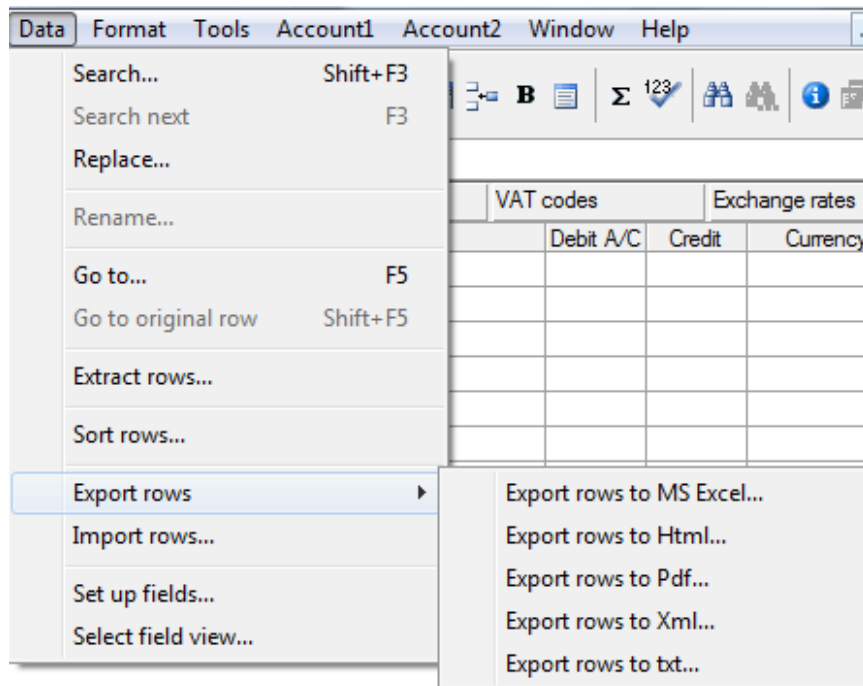 Data Format Tools Account1 Account2 Window Help
Search... Shift+F3
Search next F3
Replace...
Rename...
Go to... F5
Go to original row Shift+F5
Extract rows...
Sort rows...
Export rows
Import rows...
Set up fields...
Select field view...
B Σ 123
VAT codes Exchange rates
Debit A/C Credit Currency
Export rows to MS Excel...
Export rows to Html...
Export rows to Pdf...
Export rows to Xml...
Export rows to txt...